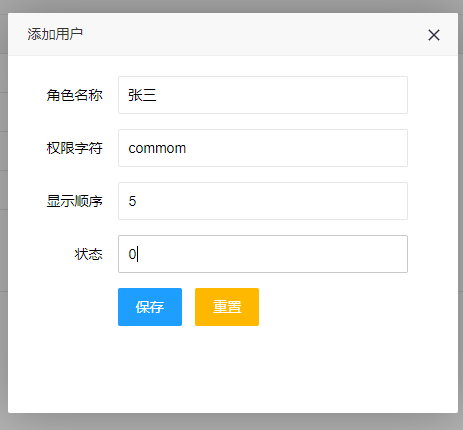 添加用户
角色名称 张三
权限字符 commom
显示顺序 5
状态 0
保存 重置